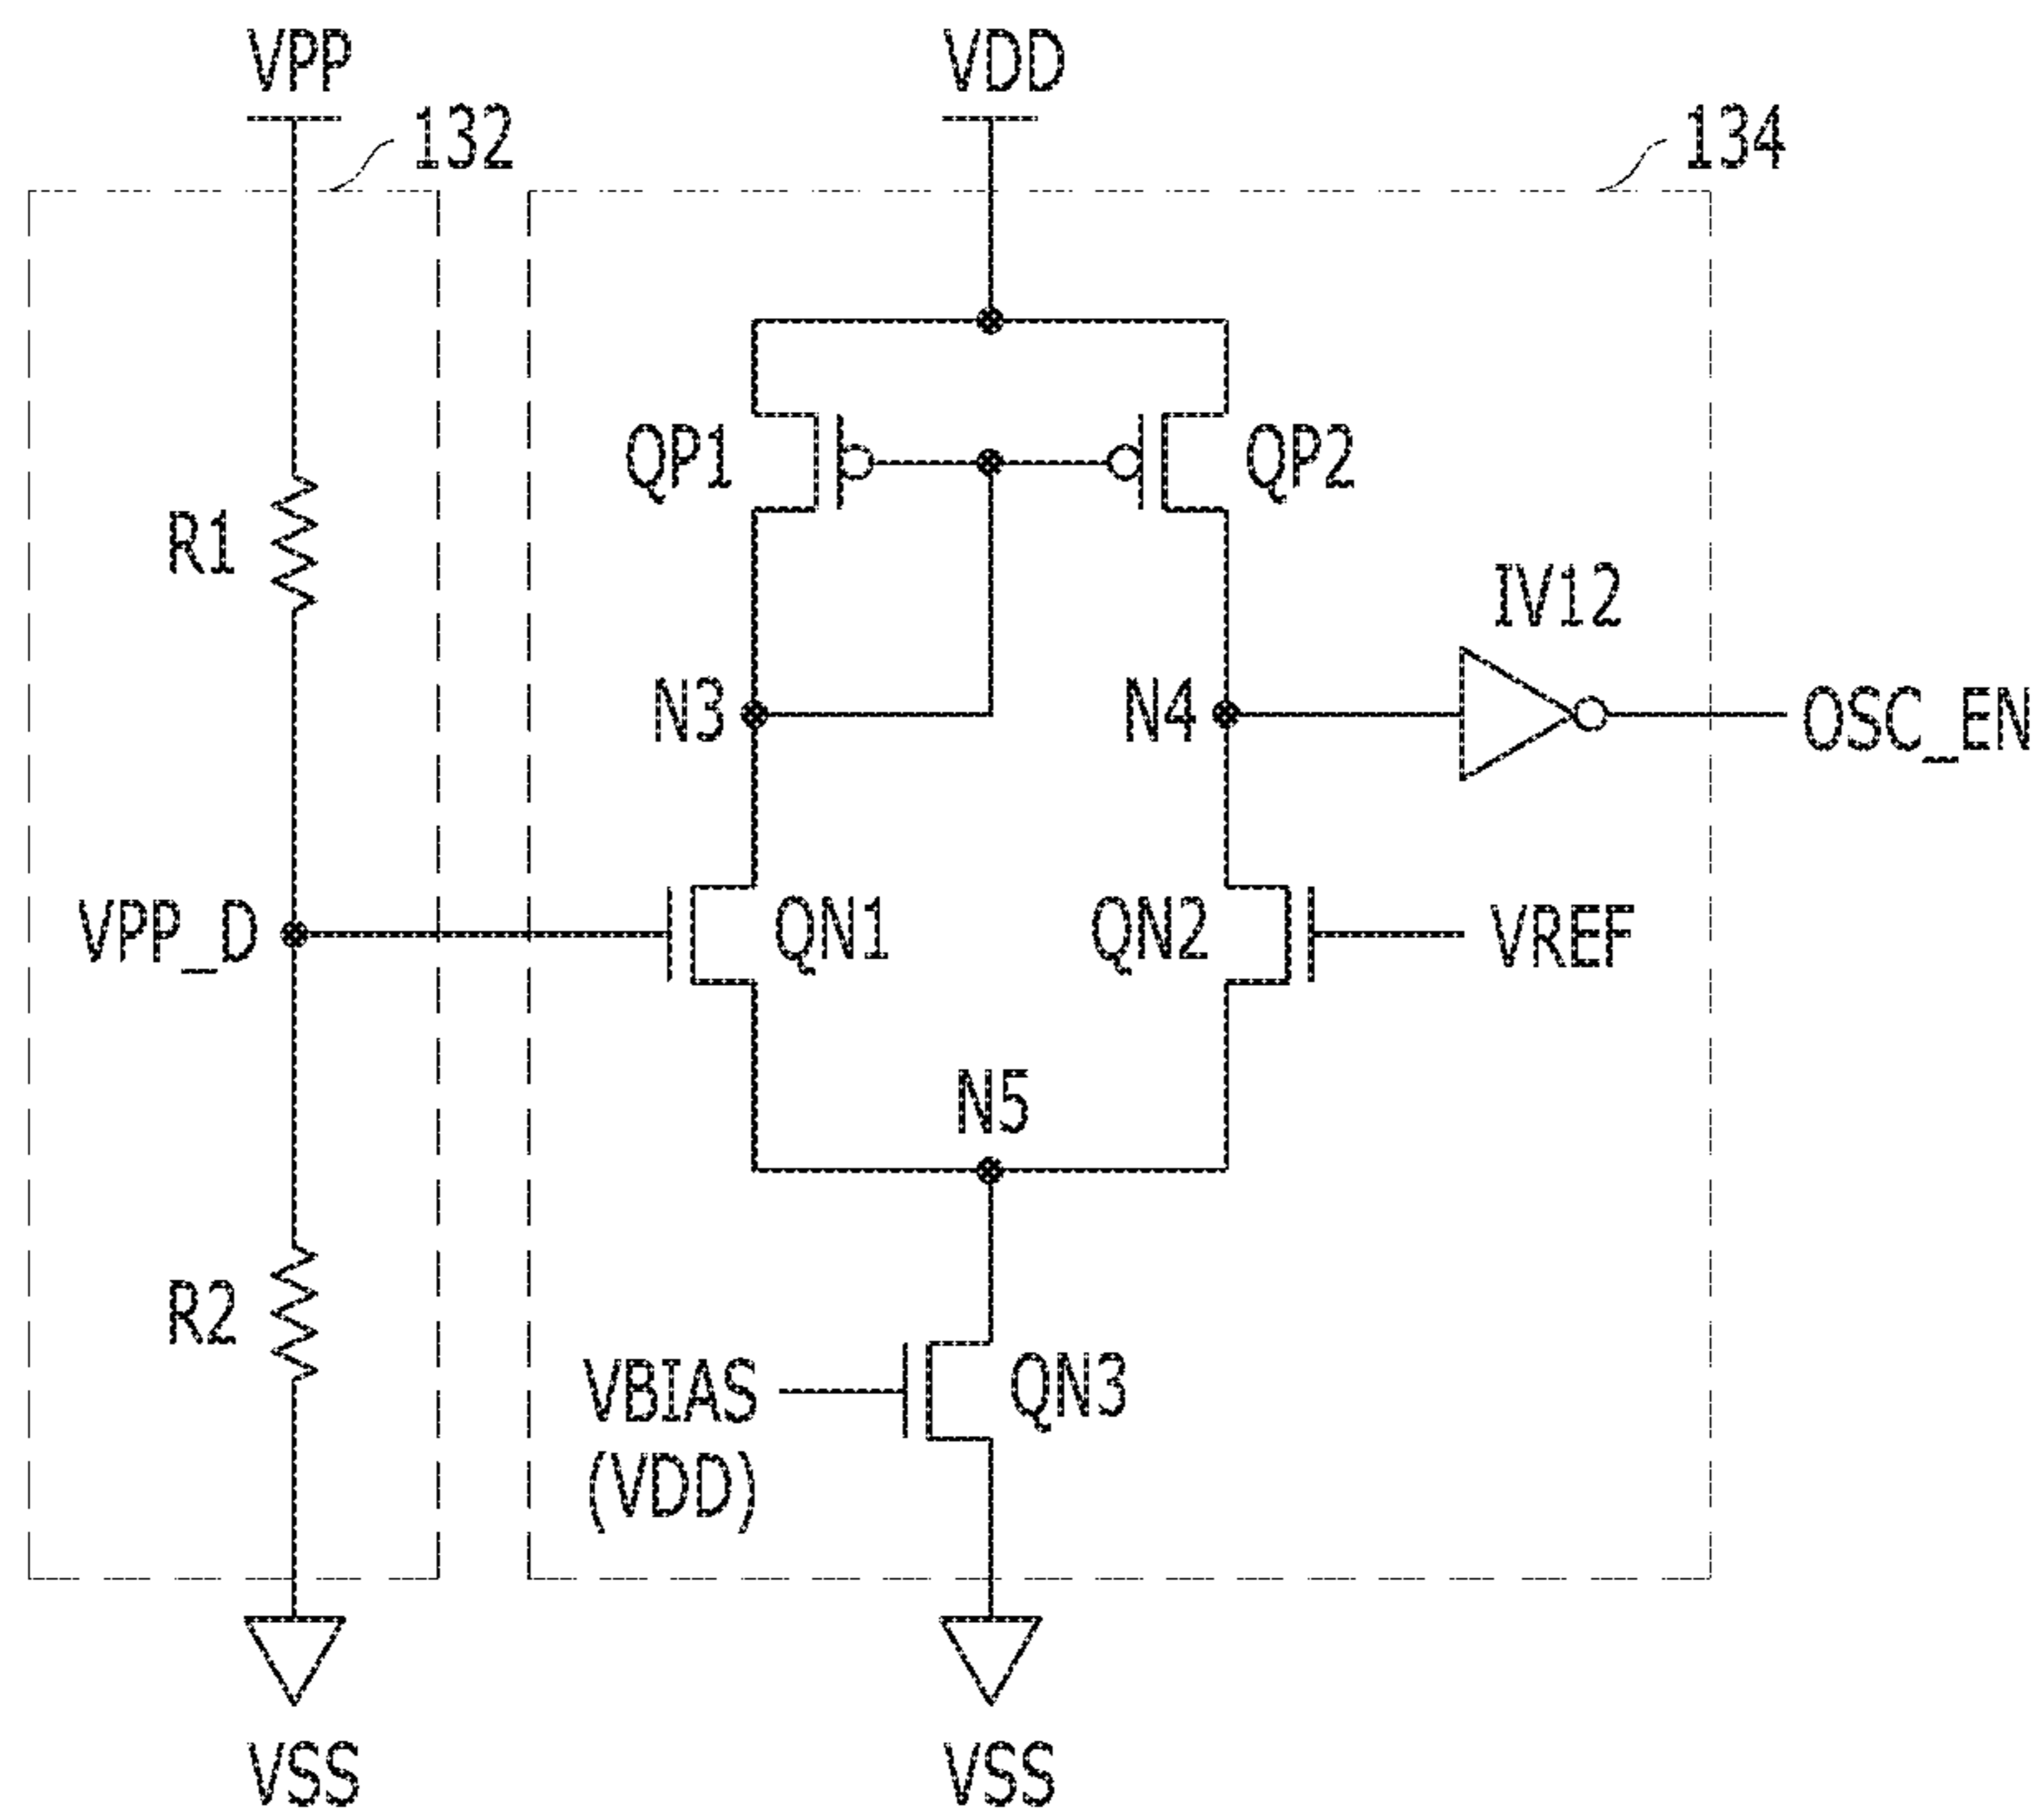 VPP
VDD
132
134
QP1
QP2
R1
IV12
N3
N4
OSC_EN
VPP_D
QN1
QN2
VREF
N5
R2
VBIAS
(VDD)
QN3
VSS
VSS